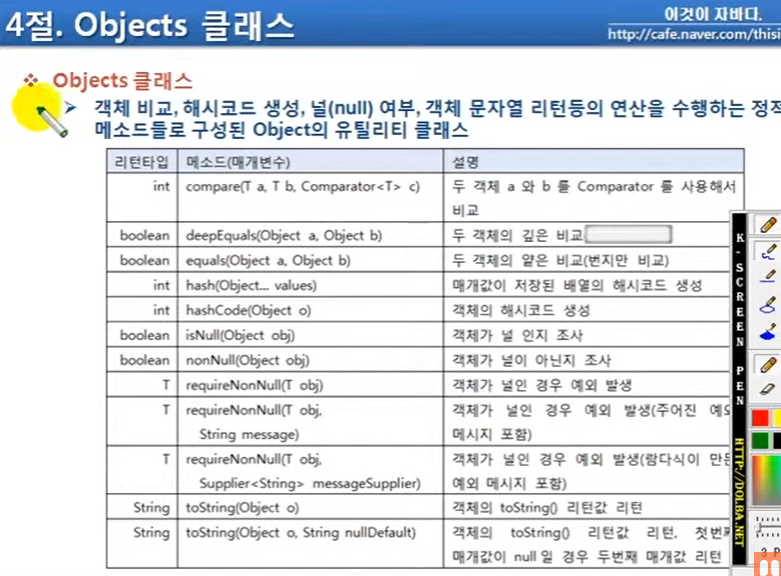 4절. Objects 클래스
이것이 자바다.
http://cafe.naver.com/thisi
Objects 클래스
객체 비교, 해시코드 생성, 널(null) 여부, 객체 문자열 리턴등의 연산을 수행하는
메소드들로 구성된 Object의 유틸리티 클래스
리턴타입 메소드(매개변수) 설명
int compare(T a, T b, Comparator<T> c) 두 객체 a 와 b 를 Comparator 를 사용해서
비교
boolean deepEquals(Object a, Object b) 두 객체의 깊은 비교
boolean equals(Object a, Object b) 두 객체의 얕은 비교(번지만 비교)
int hash(Object... values) 매개값이 저장된 배열의 해시코드 생성
int hashCode(Object o) 객체의 해시코드 생성
boolean isNull(Object obj) 객체가 널 인지 조사
boolean nonNull(Object obj) 객체가 널이 아닌지 조사
T requireNonNull(T obj) 객체가 널인 경우 예외 발생
T requireNonNull(T obj, 객체가 널인 경우 예외 발생(주어진
String message) 메시지 포함)
T requireNonNull(T obj, 객체가 널인 경우 예외 발생(람다식이
Supplier<String> messageSupplier) 예외 메시지 포함)
String toString(Object o) 객체의 toString() 리턴값 리턴
String toString(Object o, String nullDefault) 객체의 toString() 리턴값 리턴,
매개값이 null일 경우 두번째 매개값 리턴
K-SCREEN PEN
HTTP://DOLBA.NET
3 P